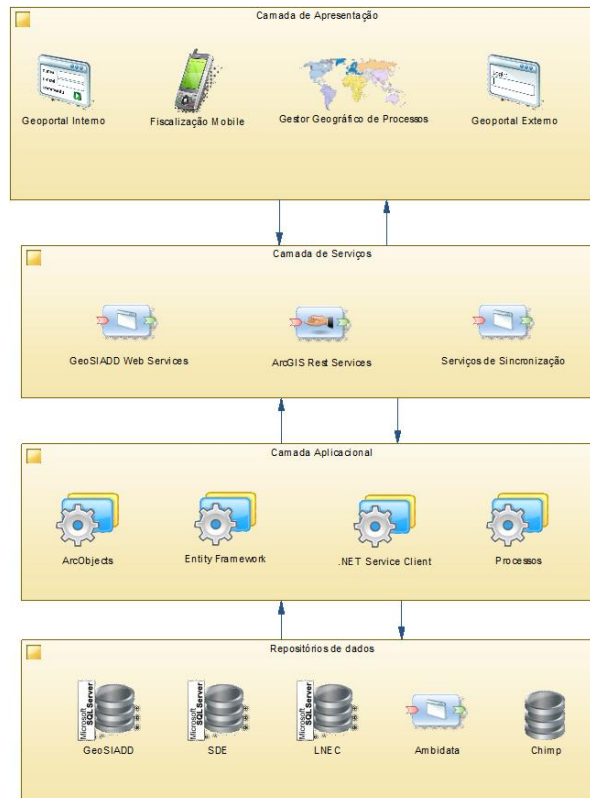 Camada de Apresentação
Geoportal Interno
Fiscalização Mobile
Gestor Geográfico de Processos
Geoportal Externo
Camada de Serviços
GeoSIADD Web Services
ArcGIS Rest Services
Serviços de Sincronização
Camada Aplicacional
ArcObjects
Entity Framework
.NET Service Client
Processos
Repositórios de dados
Microsoft SQL Server
Microsoft SQL Server
Microsoft SQL Server
GeoSIADD
SDE
LNEC
Ambidata
Chimp